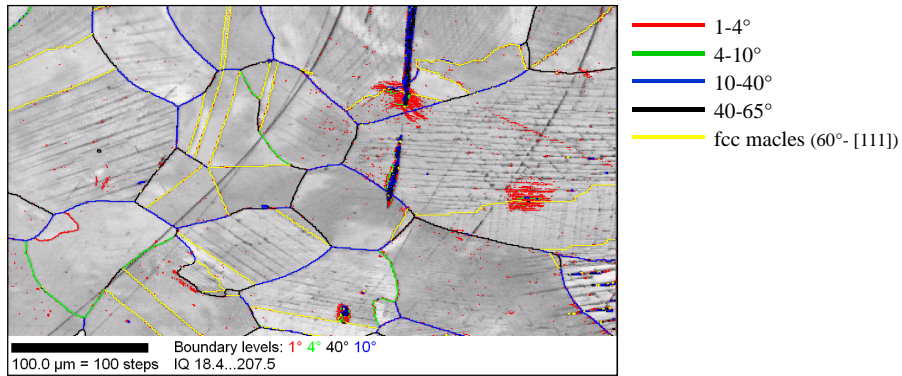 1-4°
4-10°
10-40°
40-65°
fcc macles (60°- [111])
Boundary levels: 1° 4° 40° 10°
100.0 µm = 100 steps IQ 18.4...207.5